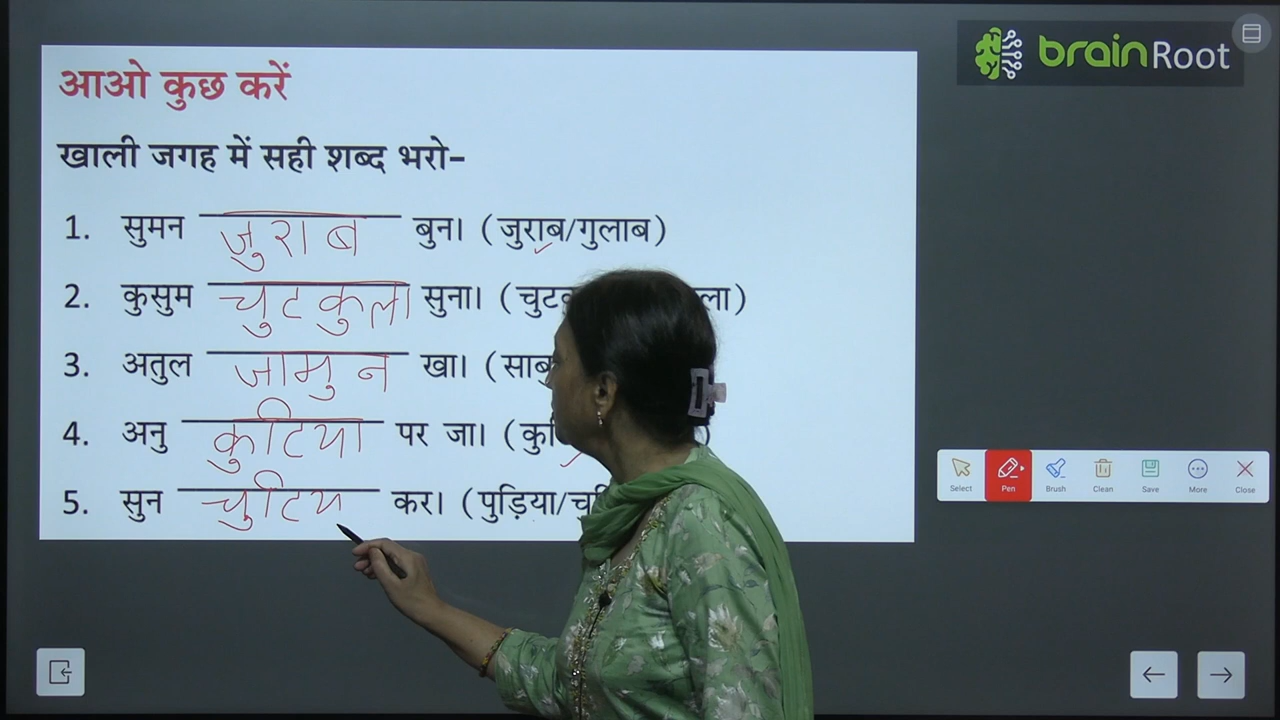 brainRoot
आओ कुछ करें
खाली जगह में सही शब्द भरो-
1. सुमन जुराब बुन। (जुराब/गुलाब)
2. कुसुम चुटकुला सुना। (
3. अतुल जामुन खा। (
4. अनु कुटिया पर जा। (
5. सुन चुटिय कर। (पुड़िया/
Select Pen Brush Clean Save More Close